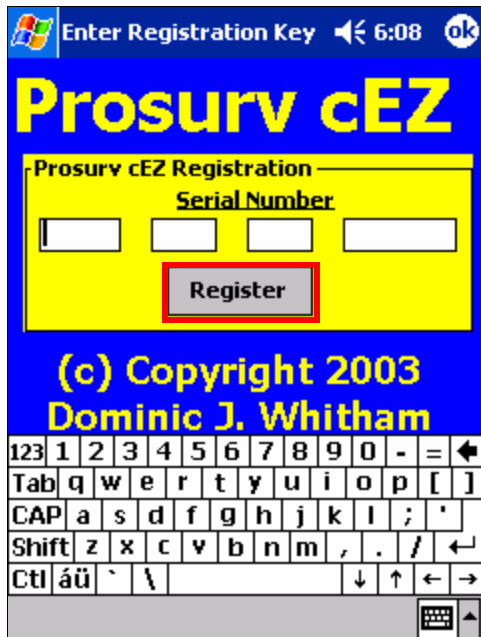 Enter Registration Key 6:08 ok
Prosurv cEZ
Prosurv cEZ Registration
Serial Number
Register
(c) Copyright 2003
Dominic J. Whitham
123 1 2 3 4 5 6 7 8 9 0 - =
Tab q w e r t y u i o p [ ]
CAP a s d f g h j k l ; '
Shift z x c v b n m , . /
Ctl áü ` \ ↓ ↑ ← →